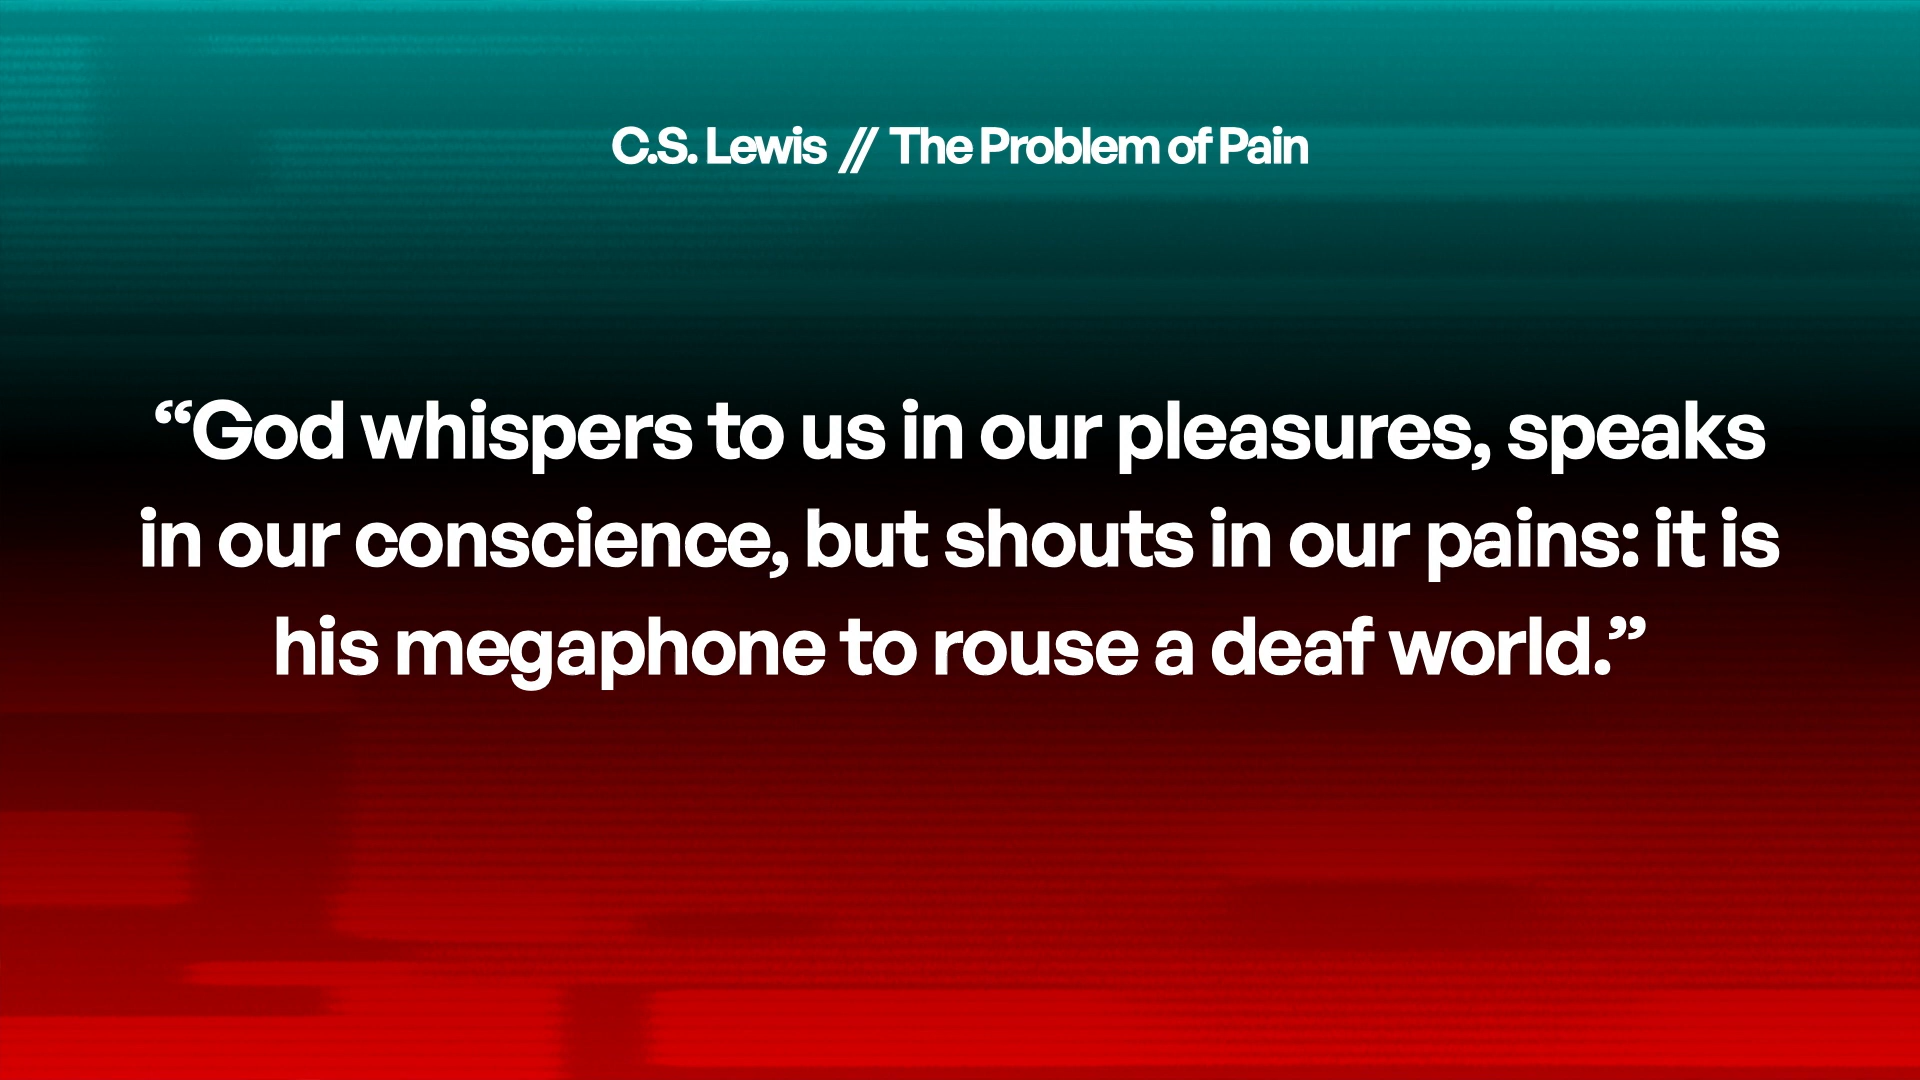 C.S. Lewis // The Problem of Pain
“God whispers to us in our pleasures, speaks
in our conscience, but shouts in our pains: it is
his megaphone to rouse a deaf world.”